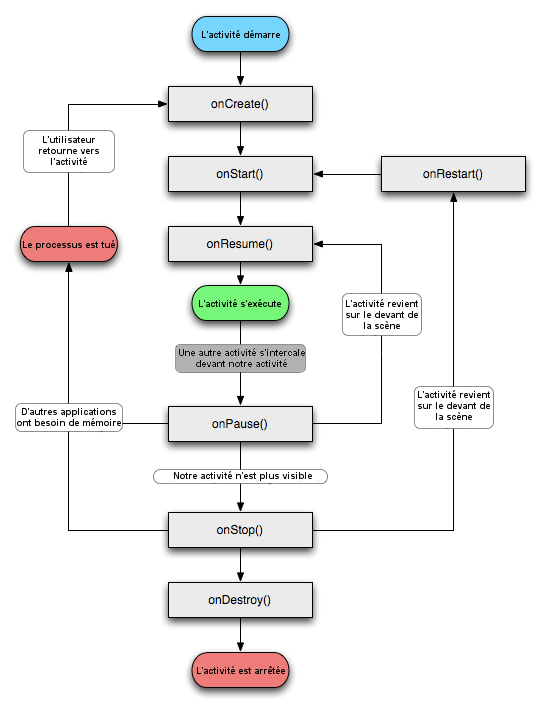 L'activité démarre
onCreate()
L'utilisateur
retourne vers
l'activité
onStart()
onRestart()
Le processus est tué
onResume()
L'activité s'exécute
L'activité revient
sur le devant de
la scène
Une autre activité s'intercale
devant notre activité
D'autres applications
ont besoin de mémoire
onPause()
L'activité revient
sur le devant de
la scène
Notre activité n'est plus visible
onStop()
onDestroy()
L'activité est arrêtée